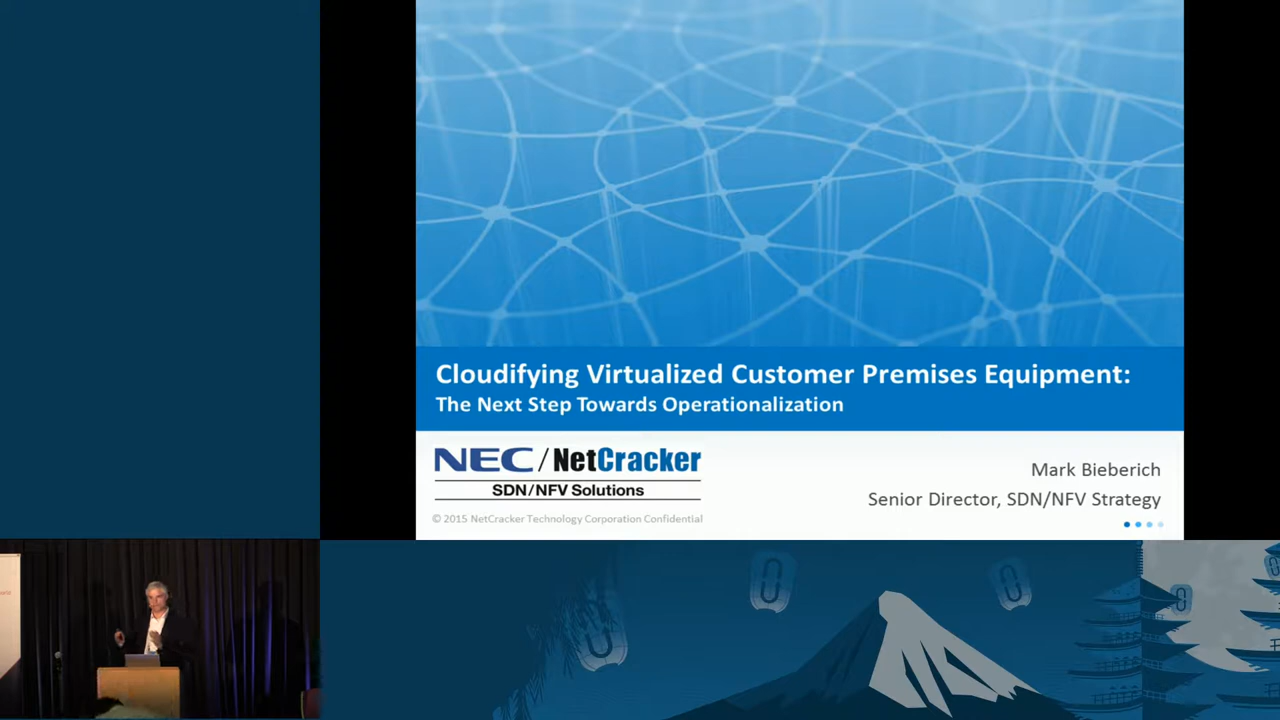 Cloudifying Virtualized Customer Premises Equipment:
The Next Step Towards Operationalization
NEC/NetCracker
SDN/NFV Solutions
© 2015 NetCracker Technology Corporation Confidential
Mark Bieberich
Senior Director, SDN/NFV Strategy